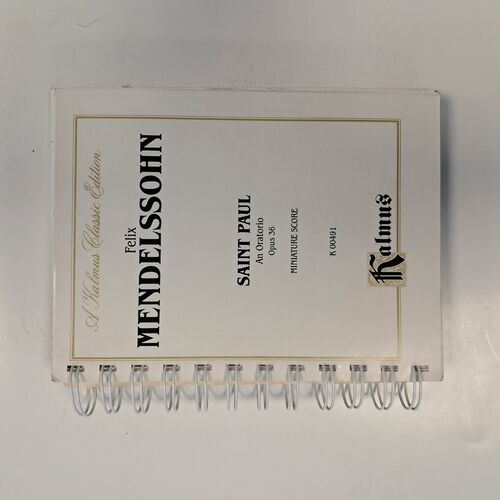 A Kalmus Classic Edition
Felix
MENDELSSOHN
SAINT PAUL
An Oratorio
Opus 36
MINIATURE SCORE
K 00491
Kalmus